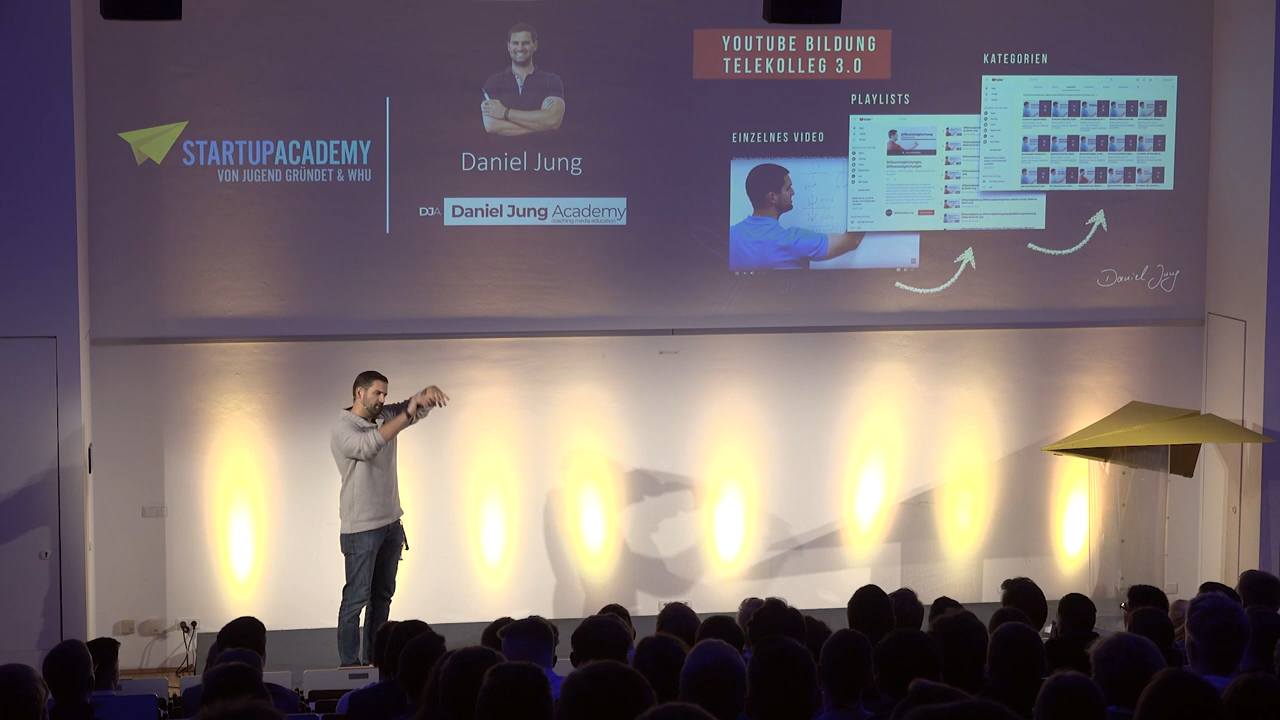 STARTUPACADEMY
VON JUGEND GRÜNDET & WHU
Daniel Jung
DJA
Daniel Jung Academy
coaching media education
YOUTUBE BILDUNG
TELEKOLLEG 3.0
EINZELNES VIDEO
PLAYLISTS
KATEGORIEN
Daniel Jung